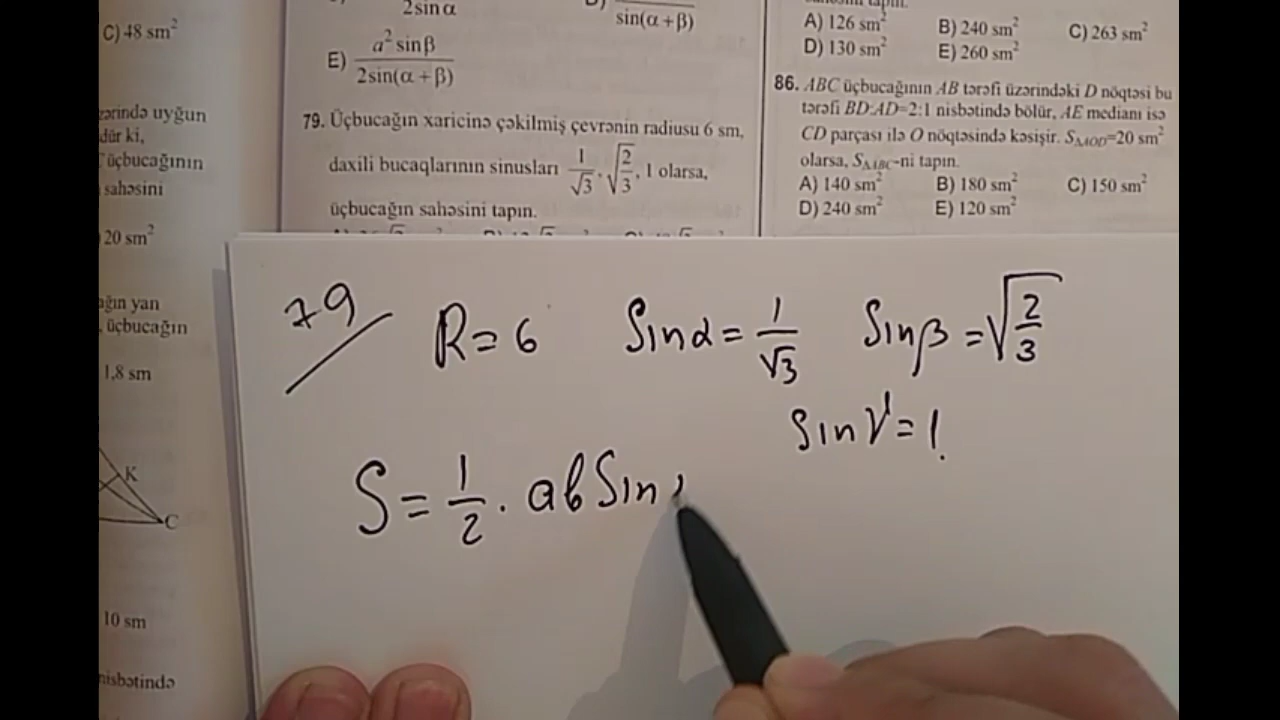 C) 48 sm²
zərində uyğun
dür ki,
üçbucağının
sahəsini
20 sm²
ağın yan
, üçbucağın
1,8 sm
K
C
10 sm
nisbətində
2sin α
sin(α + β)
E) a² sinβ / 2sin(α + β)
79. Üçbucağın xaricinə çəkilmiş çevrənin radiusu 6 sm,
daxili bucaqlarının sinusları 1/√3, √(2/3), 1 olarsa,
üçbucağın sahəsini tapın.
A) 126 sm² B) 240 sm² C) 263 sm²
D) 130 sm² E) 260 sm²
86. ABC üçbucağının AB tərəfi üzərindəki D nöqtəsi bu
tərəfi BD:AD=2:1 nisbətində bölür, AE medianı isə
CD parçası ilə O nöqtəsində kəsişir. S△AOD=20 sm²
olarsa, S△ABC-ni tapın.
A) 140 sm² B) 180 sm² C) 150 sm²
D) 240 sm² E) 120 sm²
79 R = 6 Sinα = 1/√3 Sinβ = √(2/3)
Sinγ = 1.
S = 1/2 · ab Sin